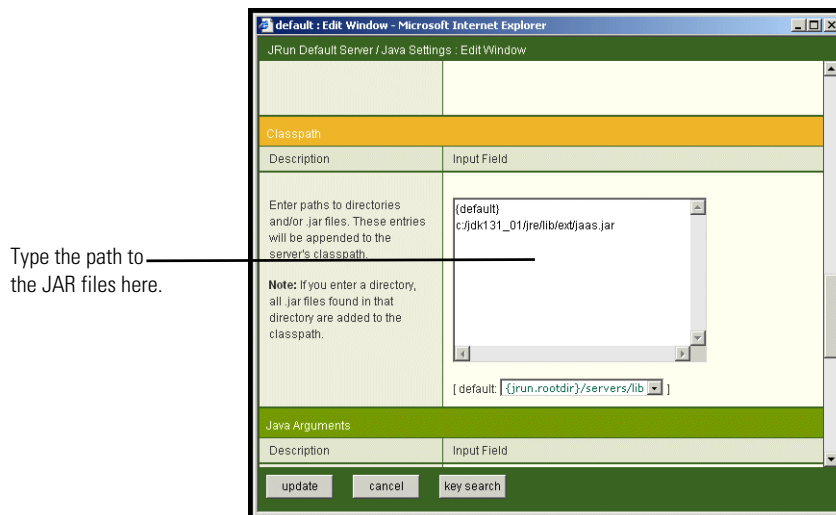 default : Edit Window - Microsoft Internet Explorer
JRun Default Server / Java Settings : Edit Window
Classpath
Description
Input Field
Enter paths to directories
and/or .jar files. These entries
will be appended to the
server's classpath.
Note: If you enter a directory,
all .jar files found in that
directory are added to the
classpath.
{default}
c:/jdk131_01/jre/lib/ext/jaas.jar
[ default: {jrun.rootdir}/servers/lib ]
Type the path to
the JAR files here.
Java Arguments
Description
Input Field
update
cancel
key search